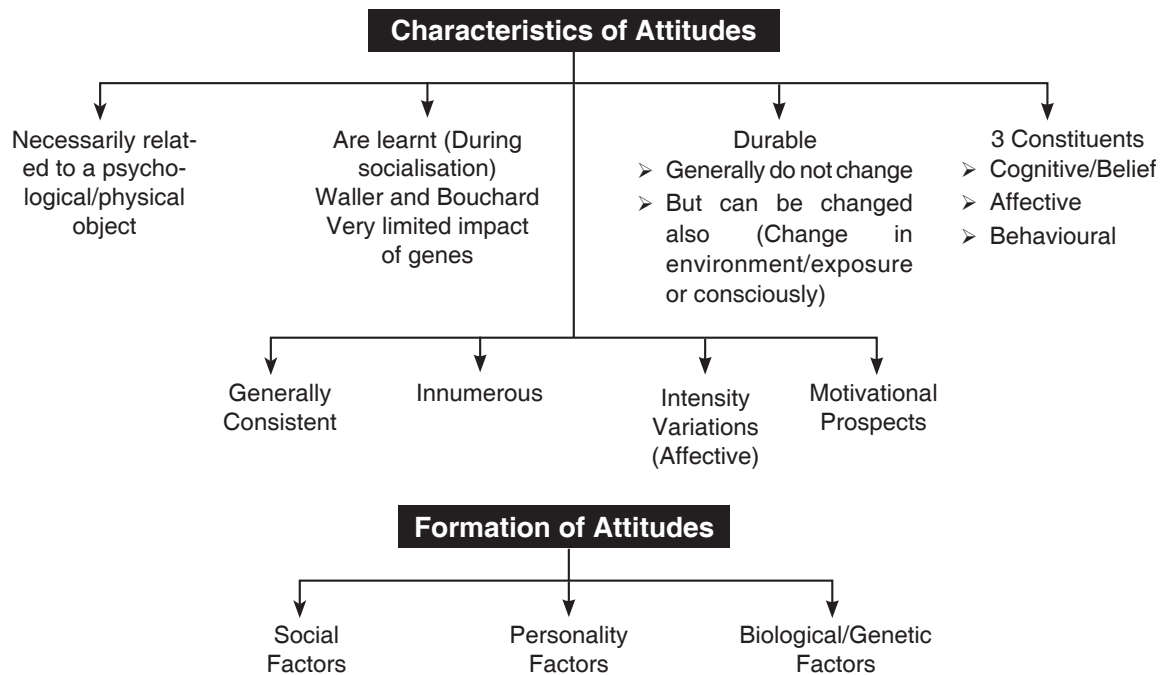 Characteristics of Attitudes
Necessarily relat-
ed to a psycho-
logical/physical
object
Are learnt (During
socialisation)
Waller and Bouchard
Very limited impact
of genes
Durable
➢ Generally do not change
➢ But can be changed
also (Change in
environment/exposure
or consciously)
3 Constituents
➢ Cognitive/Belief
➢ Affective
➢ Behavioural
Generally
Consistent
Innumerous
Intensity
Variations
(Affective)
Motivational
Prospects
Formation of Attitudes
Social
Factors
Personality
Factors
Biological/Genetic
Factors